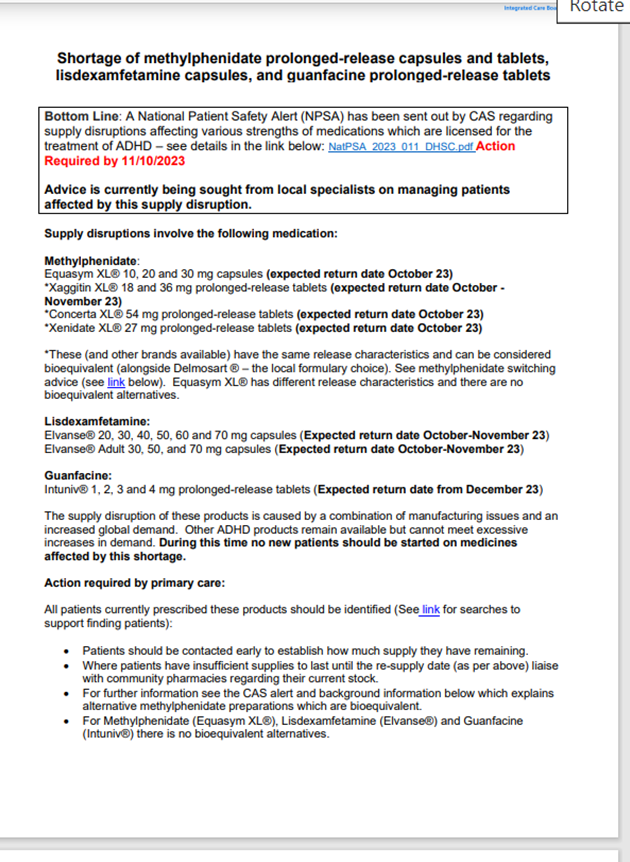 Integrated Care Boa
Rotate
Shortage of methylphenidate prolonged-release capsules and tablets,
lisdexamfetamine capsules, and guanfacine prolonged-release tablets
Bottom Line: A National Patient Safety Alert (NPSA) has been sent out by CAS regarding
supply disruptions affecting various strengths of medications which are licensed for the
treatment of ADHD – see details in the link below: NatPSA_2023_011_DHSC.pdf Action
Required by 11/10/2023
Advice is currently being sought from local specialists on managing patients
affected by this supply disruption.
Supply disruptions involve the following medication:
Methylphenidate:
Equasym XL® 10, 20 and 30 mg capsules (expected return date October 23)
*Xaggitin XL® 18 and 36 mg prolonged-release tablets (expected return date October -
November 23)
*Concerta XL® 54 mg prolonged-release tablets (expected return date October 23)
*Xenidate XL® 27 mg prolonged-release tablets (expected return date October 23)
*These (and other brands available) have the same release characteristics and can be considered
bioequivalent (alongside Delmosart ® – the local formulary choice). See methylphenidate switching
advice (see link below). Equasym XL® has different release characteristics and there are no
bioequivalent alternatives.
Lisdexamfetamine:
Elvanse® 20, 30, 40, 50, 60 and 70 mg capsules (Expected return date October-November 23)
Elvanse® Adult 30, 50, and 70 mg capsules (Expected return date October-November 23)
Guanfacine:
Intuniv® 1, 2, 3 and 4 mg prolonged-release tablets (Expected return date from December 23)
The supply disruption of these products is caused by a combination of manufacturing issues and an
increased global demand. Other ADHD products remain available but cannot meet excessive
increases in demand. During this time no new patients should be started on medicines
affected by this shortage.
Action required by primary care:
All patients currently prescribed these products should be identified (See link for searches to
support finding patients):
• Patients should be contacted early to establish how much supply they have remaining.
• Where patients have insufficient supplies to last until the re-supply date (as per above) liaise
with community pharmacies regarding their current stock.
• For further information see the CAS alert and background information below which explains
alternative methylphenidate preparations which are bioequivalent.
• For Methylphenidate (Equasym XL®), Lisdexamfetamine (Elvanse®) and Guanfacine
(Intuniv®) there is no bioequivalent alternatives.